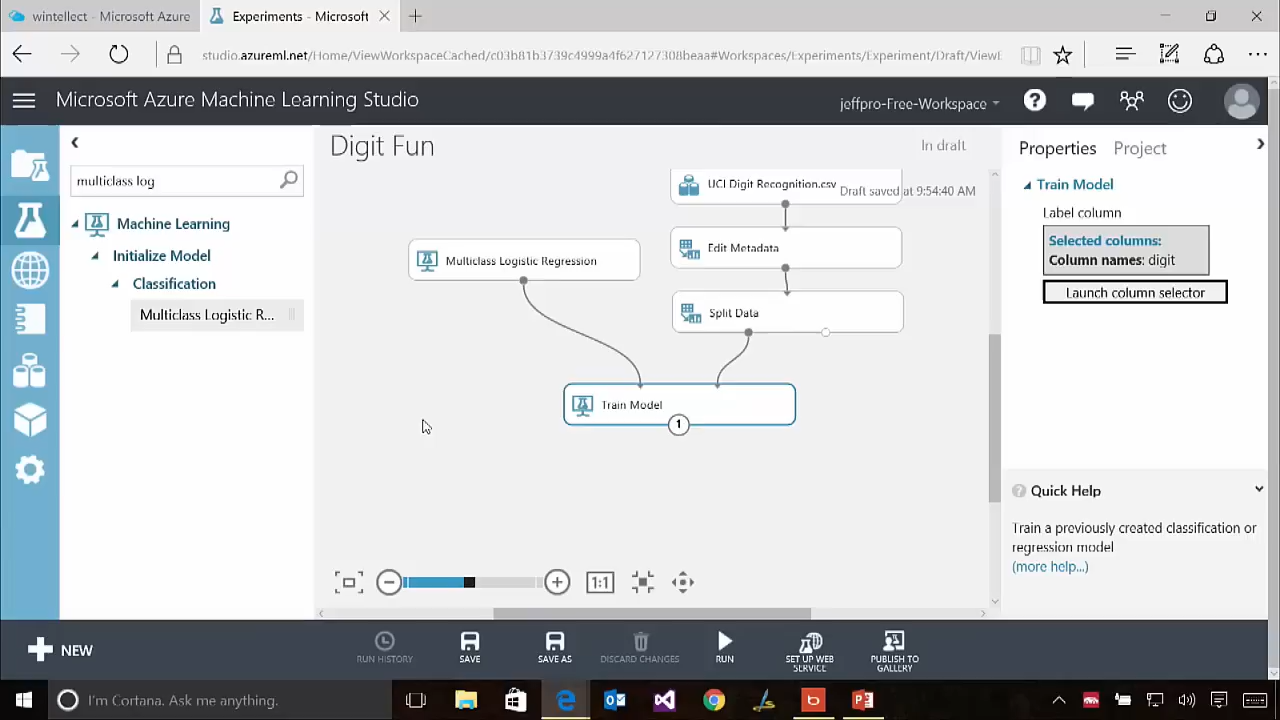 wintellect - Microsoft Azure
Experiments - Microsoft
studio.azureml.net/Home/ViewWorkspaceCached/c03b81b3739c4999a4f627127308beaa#Workspaces/Experiments/Experiment/Draft/ViewE
Microsoft Azure Machine Learning Studio
jeffpro-Free-Workspace
multiclass log
Machine Learning
Initialize Model
Classification
Multiclass Logistic R...
Digit Fun
In draft
UCI Digit Recognition.csv
Draft saved at 9:54:40 AM
Edit Metadata
Multiclass Logistic Regression
Split Data
Train Model
1
1:1
Properties Project
Train Model
Label column
Selected columns:
Column names: digit
Launch column selector
Quick Help
Train a previously created classification or
regression model
(more help...)
NEW
RUN HISTORY
SAVE
SAVE AS
DISCARD CHANGES
RUN
SET UP WEB
SERVICE
PUBLISH TO
GALLERY
I'm Cortana. Ask me anything.